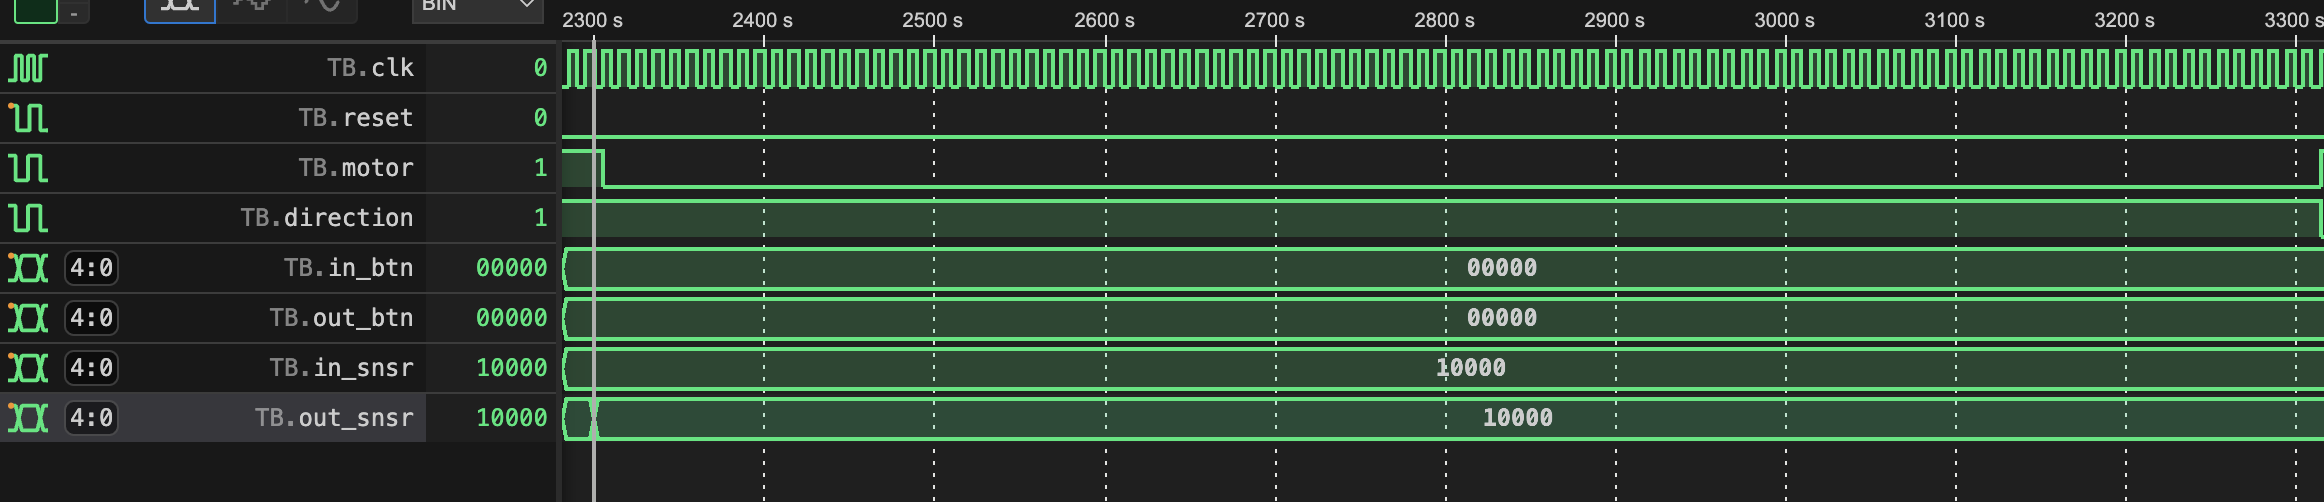 - BIN
2300 s 2400 s 2500 s 2600 s 2700 s 2800 s 2900 s 3000 s 3100 s 3200 s 3300 s
TB.clk 0
TB.reset 0
TB.motor 1
TB.direction 1
4:0 TB.in_btn 00000 00000
4:0 TB.out_btn 00000 00000
4:0 TB.in_snsr 10000 10000
4:0 TB.out_snsr 10000 10000